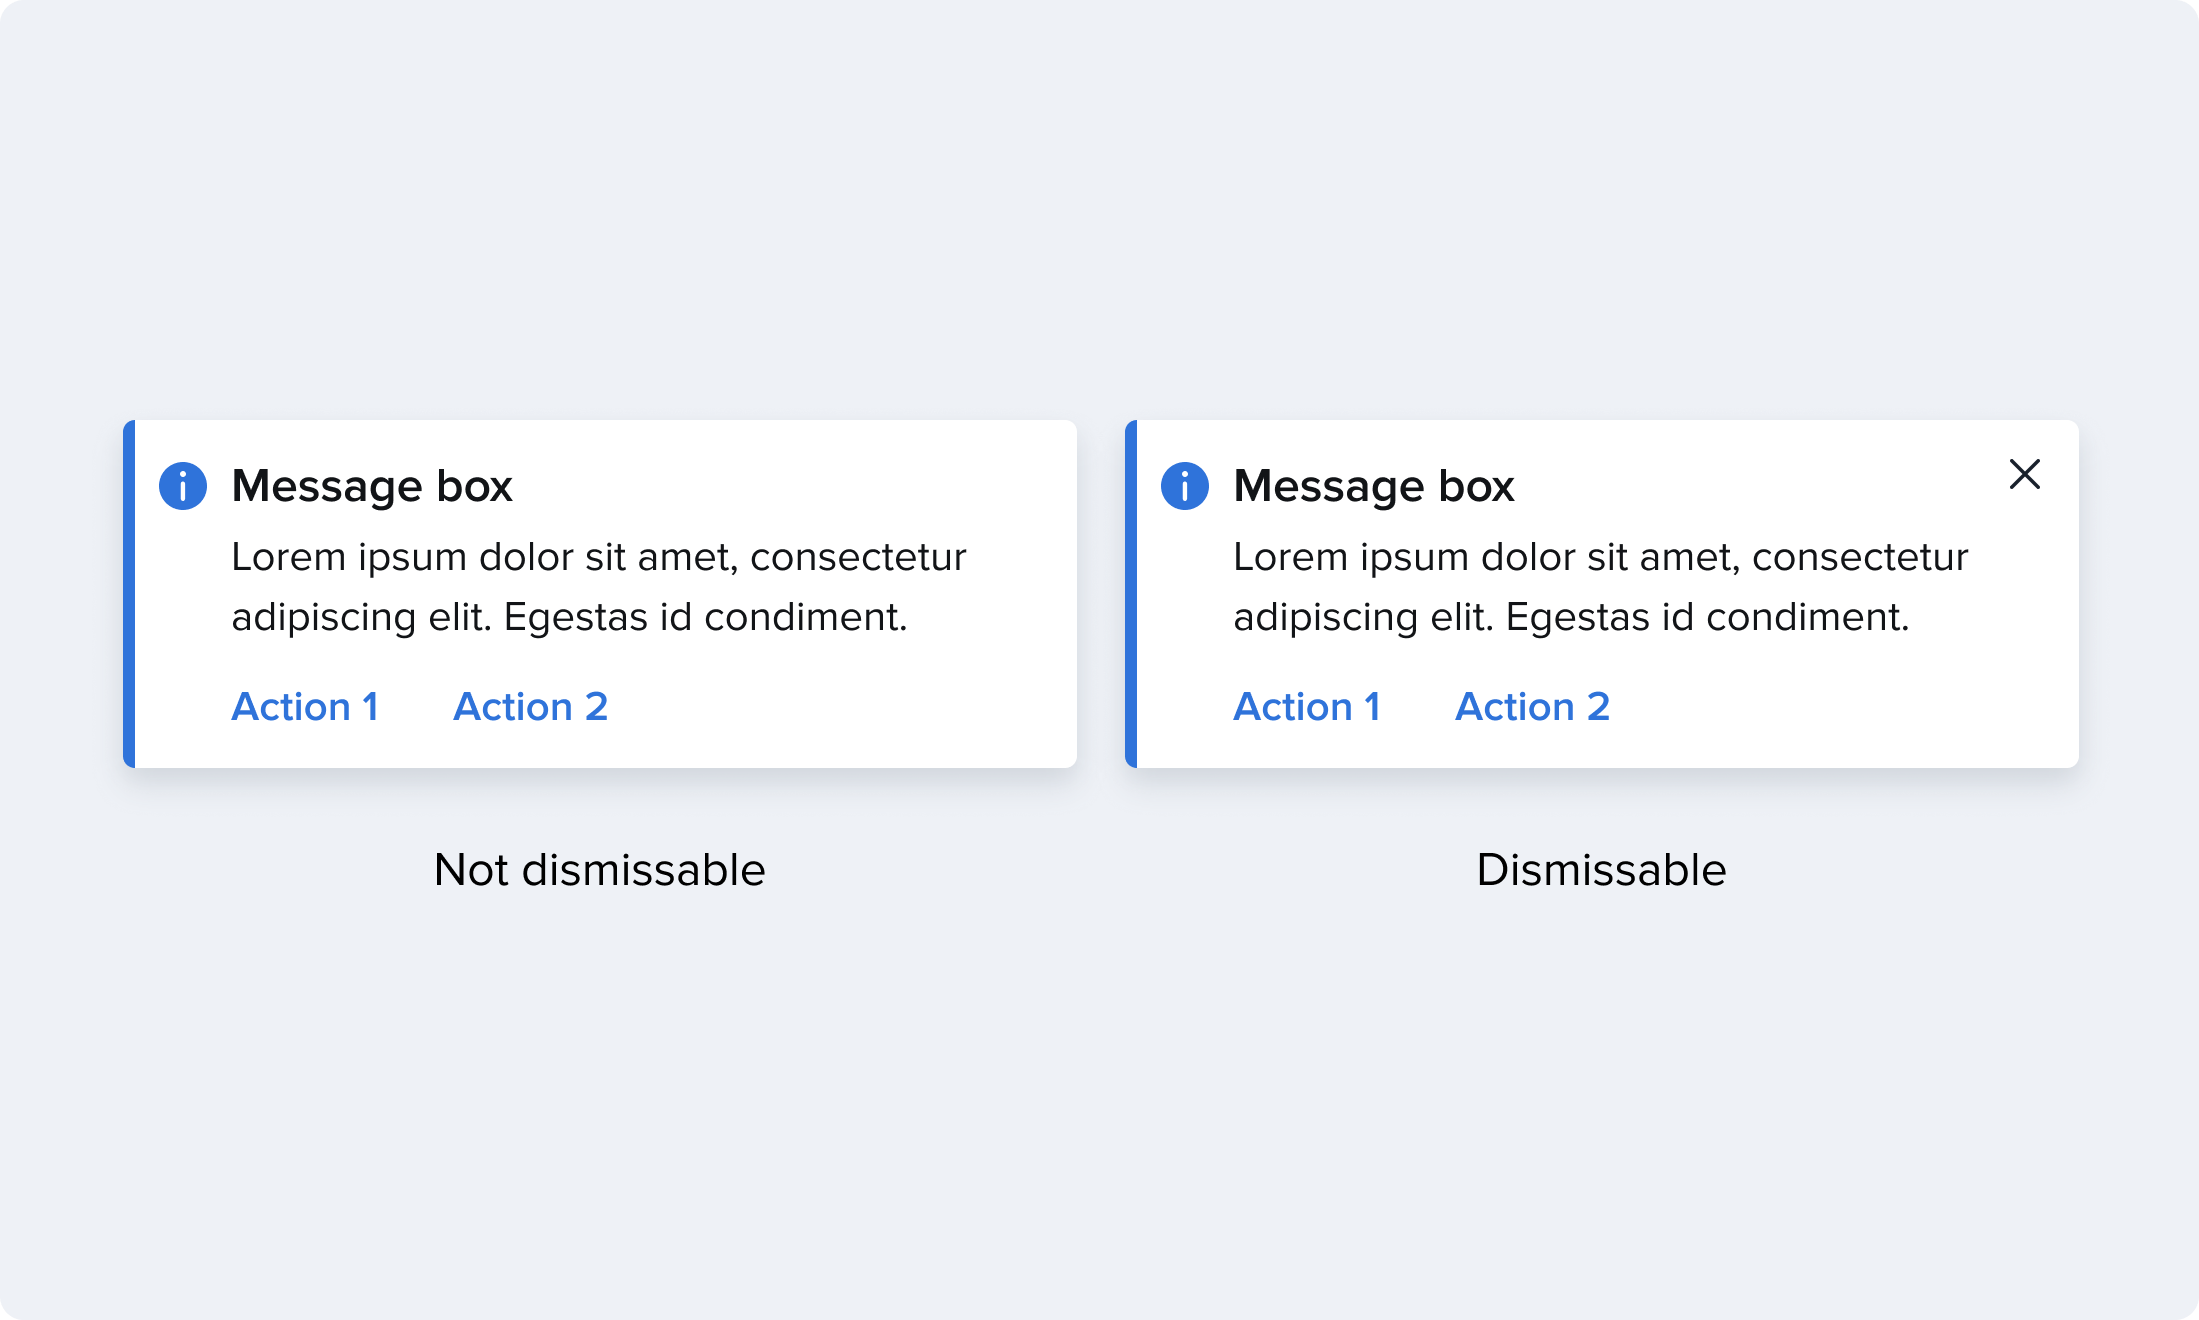 Message box
Lorem ipsum dolor sit amet, consectetur
adipiscing elit. Egestas id condiment.
Action 1 Action 2
Not dismissable
Message box
Lorem ipsum dolor sit amet, consectetur
adipiscing elit. Egestas id condiment.
Action 1 Action 2
Dismissable